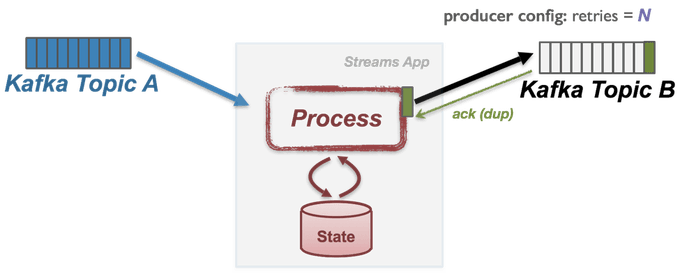 producer config: retries = N
Kafka Topic A
Streams App
Kafka Topic B
ack (dup)
Process
State